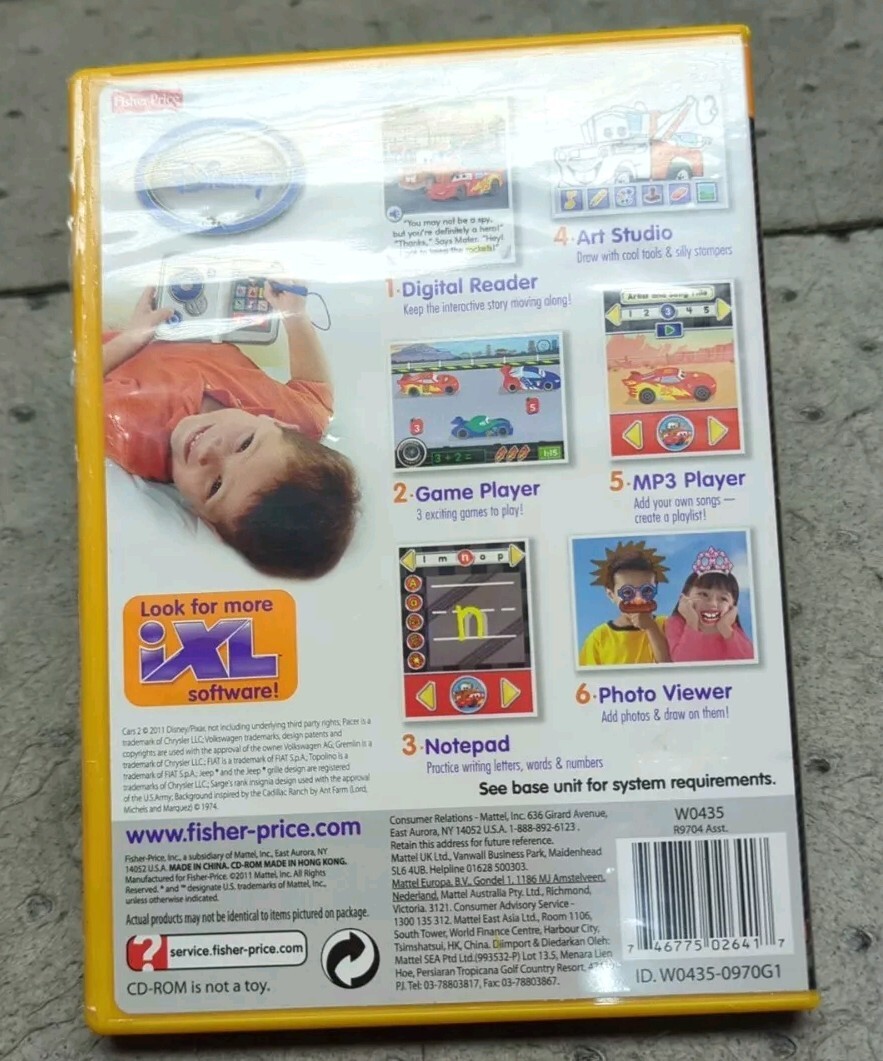 Fisher-Price
Disney
"You may not be a spy,
but you're definitely a hero!"
"Thanks," Says Mater. "Hey!
1·Digital Reader
Keep the interactive story moving along!
4·Art Studio
Draw with cool tools & silly stampers
3
5
3+2=
1:15
2·Game Player
3 exciting games to play!
Artist and Song Title
1 2 3 4 5
5·MP3 Player
Add your own songs—
create a playlist!
l m n o p
A
a
n
3·Notepad
Practice writing letters, words & numbers
6·Photo Viewer
Add photos & draw on them!
See base unit for system requirements.
Look for more
iXL™
software!
Cars 2 © 2011 Disney/Pixar, not including underlying third party rights, Pacer is a
trademark of Chrysler LLC; Volkswagen trademarks, design patents and
copyrights are used with the approval of the owner Volkswagen AG; Gremlin is a
trademark of Chrysler LLC; FIAT is a trademark of FIAT S.p.A.; Topolino is a
trademark of FIAT S.p.A.; Jeep® and the Jeep® grille design are registered
trademarks of Chrysler LLC; Sarge's rank insignia design used with the approval
of the U.S. Army; Background inspired by the Cadillac Ranch by Ant Farm (Lord,
Michels and Marquez) © 1974.
www.fisher-price.com
Fisher-Price, Inc., a subsidiary of Mattel, Inc., East Aurora, NY
14052 U.S.A. MADE IN CHINA. CD-ROM MADE IN HONG KONG.
Manufactured for Fisher-Price. ©2011 Mattel, Inc. All Rights
Reserved. ® and ™ designate U.S. trademarks of Mattel, Inc.,
unless otherwise indicated.
Actual products may not be identical to items pictured on package.
? service.fisher-price.com
CD-ROM is not a toy.
Consumer Relations - Mattel, Inc. 636 Girard Avenue,
East Aurora, NY 14052 U.S.A. 1-888-892-6123.
Retain this address for future reference.
Mattel UK Ltd., Vanwall Business Park, Maidenhead
SL6 4UB. Helpline 01628 500303.
Mattel Europa, B.V., Gondel 1, 1186 MJ Amstelveen,
Nederland. Mattel Australia Pty. Ltd., Richmond,
Victoria. 3121. Consumer Advisory Service -
1300 135 312. Mattel East Asia Ltd., Room 1106,
South Tower, World Finance Centre, Harbour City,
Tsimshatsui, HK, China. Diimport & Diedarkan Oleh:
Mattel SEA Ptd Ltd.(993532-P) Lot 13.5, Menara Lien
Hoe, Persiaran Tropicana Golf Country Resort,
P.J. Tel: 03-78803817, Fax: 03-78803867.
W0435
R9704 Asst.
7 46775 02641 7
ID. W0435-0970G1